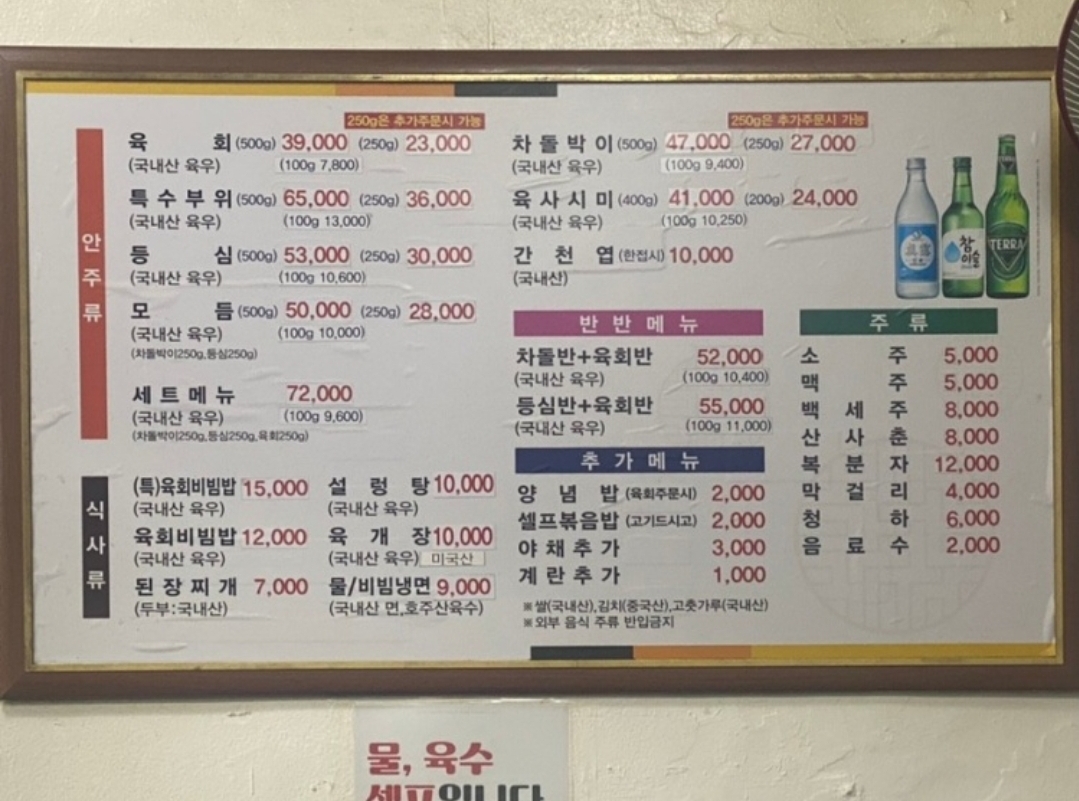 250g은 추가주문시 가능
육 회 (500g) 39,000 (250g) 23,000
(국내산 육우) (100g 7,800)
특수부위 (500g) 65,000 (250g) 36,000
(국내산 육우) (100g 13,000)
등 심 (500g) 53,000 (250g) 30,000
(국내산 육우) (100g 10,600)
모 듬 (500g) 50,000 (250g) 28,000
(국내산 육우) (100g 10,000)
(차돌박이250g,등심250g)
세트메뉴 72,000
(국내산 육우) (100g 9,600)
(차돌박이250g,등심250g,육회250g)
안주류
250g은 추가주문시 가능
차돌박이 (500g) 47,000 (250g) 27,000
(국내산 육우) (100g 9,400)
육사시미 (400g) 41,000 (200g) 24,000
(국내산 육우) (100g 10,250)
간 천 엽 (한접시) 10,000
(국내산)
참이슬
TERRA
반반메뉴
차돌반+육회반 52,000
(국내산 육우) (100g 10,400)
등심반+육회반 55,000
(국내산 육우) (100g 11,000)
추가메뉴
양 념 밥 (육회주문시) 2,000
셀프볶음밥 (고기드시고) 2,000
야채추가 3,000
계란추가 1,000
※쌀(국내산),김치(중국산),고춧가루(국내산)
※외부 음식 주류 반입금지
주 류
소 주 5,000
맥 주 5,000
백 세 주 8,000
산 사 춘 8,000
복 분 자 12,000
막 걸 리 4,000
청 하 6,000
음 료 수 2,000
식사류
(특)육회비빔밥 15,000 설 렁 탕 10,000
(국내산 육우) (국내산 육우)
육회비빔밥 12,000 육 개 장 10,000
(국내산 육우) (국내산 육우) 미국산
된장찌개 7,000 물/비빔냉면 9,000
(두부:국내산) (국내산 면,호주산육수)
물, 육수
셀프입니다